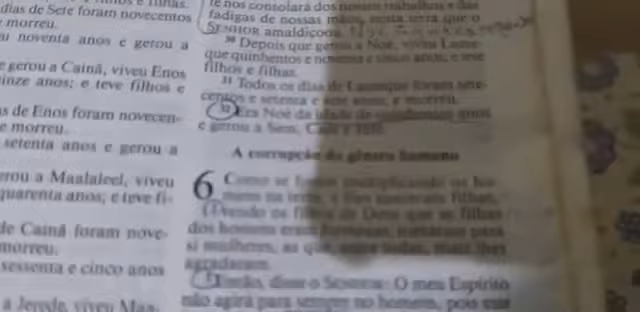 dias de Sete foram novecentos
morreu.
noventa anos e gerou a
e gerou a Cainã, viveu Enos
inze anos; e teve filhos e
s de Enos foram novecen-
e morreu.
setenta anos e gerou a
rou a Maalaleel, viveu
quarenta anos; e teve fi-
de Cainã foram nove-
morreu.
sessenta e cinco anos
a Jerede, viveu Maa-
nos consolará dos nossos trabalhos e das
fadigas de nossas mãos, nesta terra que o
SENHOR amaldiçoou.
30 Depois que gerou a Noé, viveu Lame-
que quinhentos e noventa e cinco anos; e teve
filhos e filhas.
31 Todos os dias de Lameque foram sete-
centos e setenta e sete anos, e morreu.
32 Era Noé da idade de quinhentos anos
e gerou a Sem, Cam e Jafé.
A corrupção do gênero humano
6 Como se foram multiplicando os ho-
mens na terra, e lhes nasceram filhas,
Vendo os filhos de Deus que as filhas
dos homens eram formosas, tomaram para
si mulheres, as que, entre todas, mais lhes
agradaram.
3 Então, disse o SENHOR: O meu Espírito
não agirá para sempre no homem, pois este